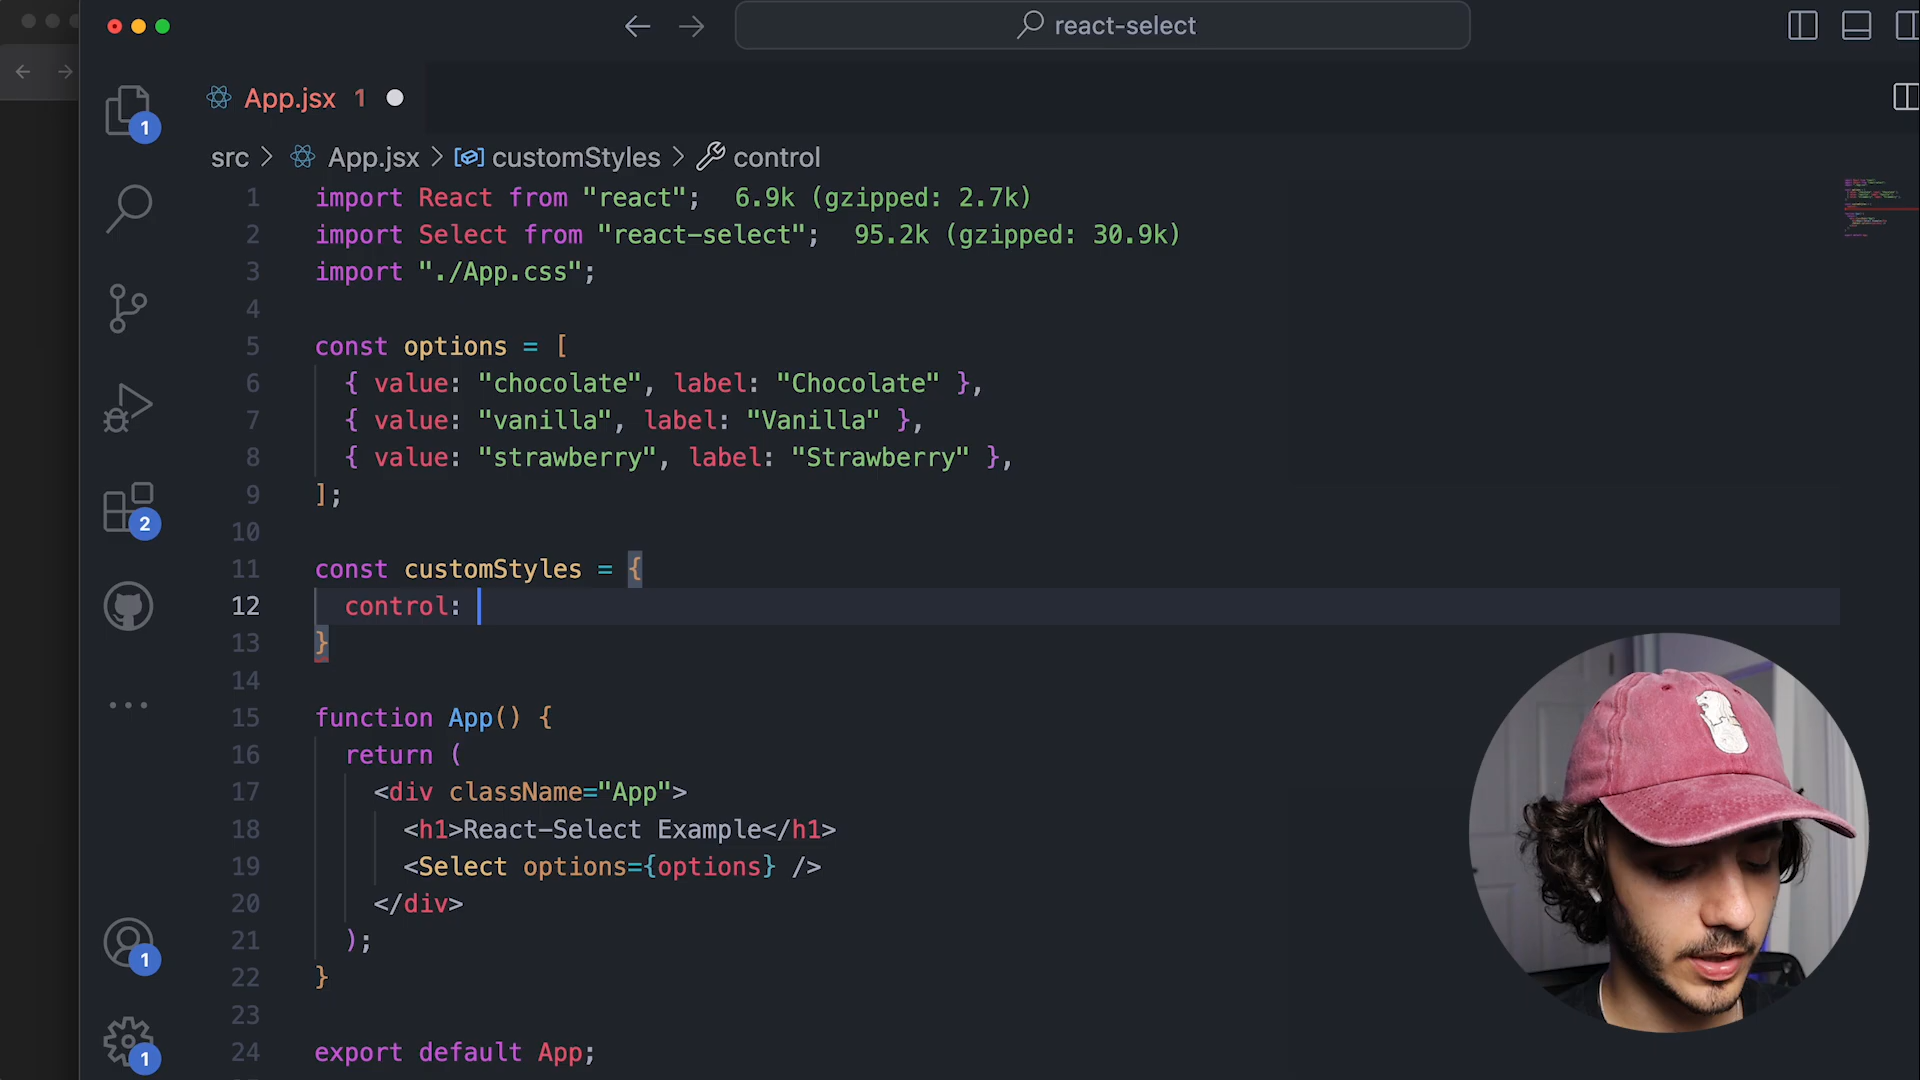 react-select
App.jsx 1
src > App.jsx > customStyles > control
1 import React from "react"; 6.9k (gzipped: 2.7k)
2 import Select from "react-select"; 95.2k (gzipped: 30.9k)
3 import "./App.css";
4
5 const options = [
6 { value: "chocolate", label: "Chocolate" },
7 { value: "vanilla", label: "Vanilla" },
8 { value: "strawberry", label: "Strawberry" },
9 ];
10
11 const customStyles = {
12 control:
13 }
14
15 function App() {
16 return (
17 <div className="App">
18 <h1>React-Select Example</h1>
19 <Select options={options} />
20 </div>
21 );
22 }
23
24 export default App;
1
2
1
1